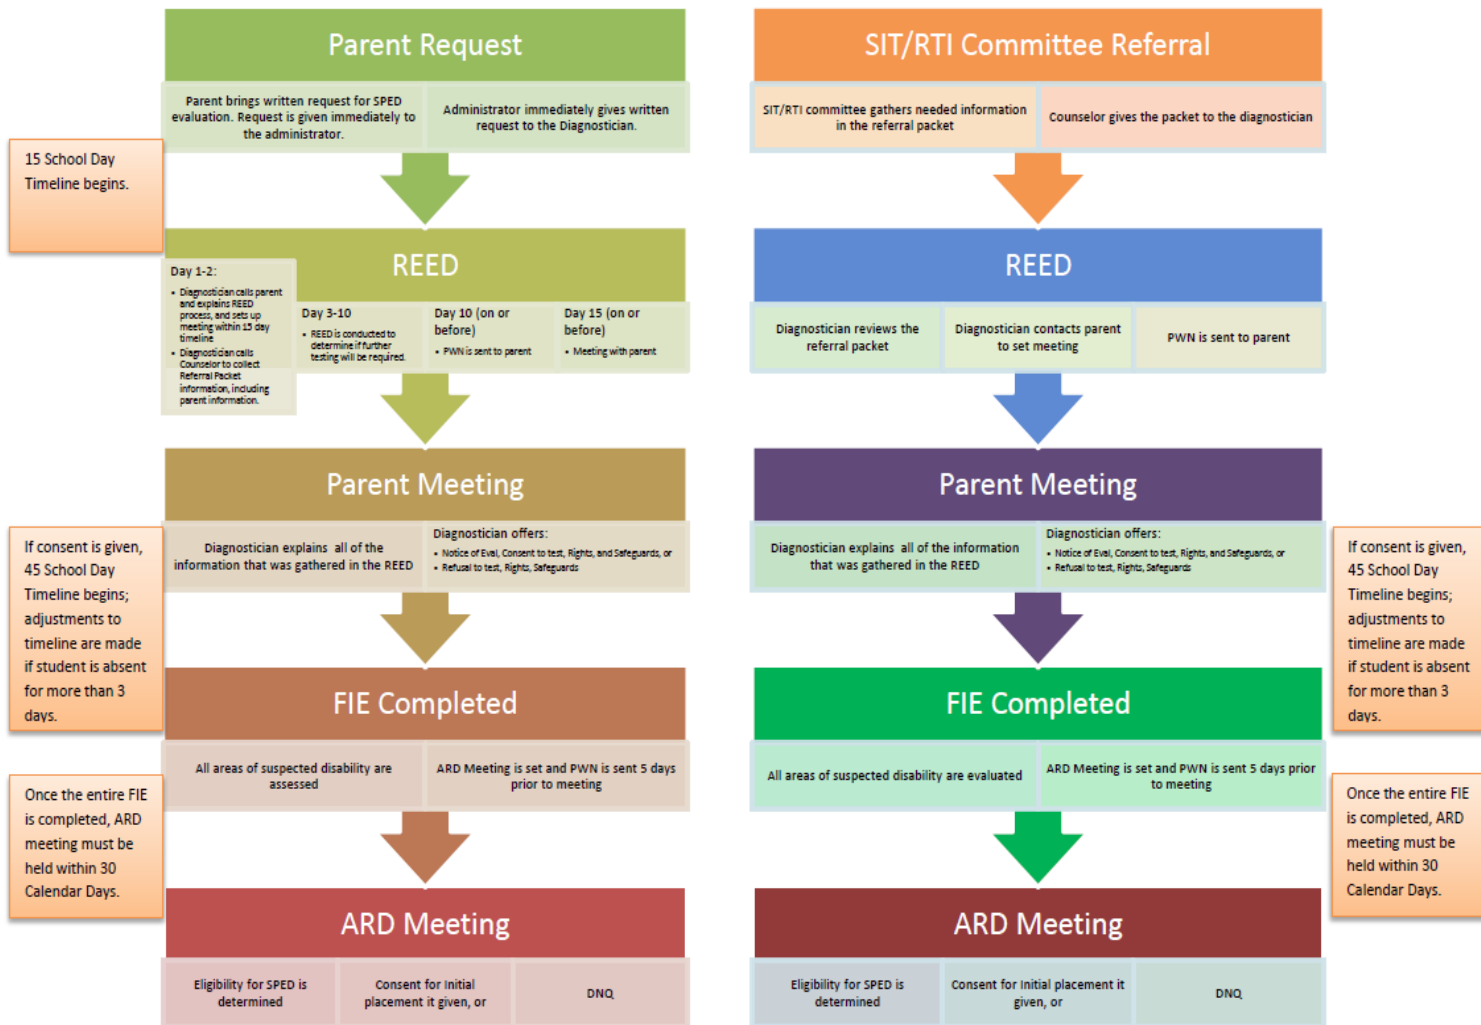 Parent Request
Parent brings written request for SPED
evaluation. Request is given immediately to
the administrator.
Administrator immediately gives written
request to the Diagnostician.
15 School Day
Timeline begins.
REED
Day 1-2:
• Diagnostician calls parent
and explains REED
process, and sets up
meeting within 15 day
timeline
• Diagnostician calls
Counselor to collect
Referral Packet
information, including
parent information.
Day 3-10
• REED is conducted to
determine if further
testing will be required.
Day 10 (on or
before)
• PWN is sent to parent
Day 15 (on or
before)
• Meeting with parent
Parent Meeting
Diagnostician explains all of the
information that was gathered in the REED
Diagnostician offers:
• Notice of Eval, Consent to test, Rights, and Safeguards, or
• Refusal to test, Rights, Safeguards
If consent is given,
45 School Day
Timeline begins;
adjustments to
timeline are made
if student is absent
for more than 3
days.
FIE Completed
All areas of suspected disability are
assessed
ARD Meeting is set and PWN is sent 5 days
prior to meeting
Once the entire FIE
is completed, ARD
meeting must be
held within 30
Calendar Days.
ARD Meeting
Eligibility for SPED is
determined
Consent for Initial
placement it given, or
DNQ
SIT/RTI Committee Referral
SIT/RTI committee gathers needed information
in the referral packet
Counselor gives the packet to the diagnostician
REED
Diagnostician reviews the
referral packet
Diagnostician contacts parent
to set meeting
PWN is sent to parent
Parent Meeting
Diagnostician explains all of the information
that was gathered in the REED
Diagnostician offers:
• Notice of Eval, Consent to test, Rights, and Safeguards, or
• Refusal to test, Rights, Safeguards
If consent is given,
45 School Day
Timeline begins;
adjustments to
timeline are made
if student is absent
for more than 3
days.
FIE Completed
All areas of suspected disability are evaluated
ARD Meeting is set and PWN is sent 5 days prior
to meeting
Once the entire FIE
is completed, ARD
meeting must be
held within 30
Calendar Days.
ARD Meeting
Eligibility for SPED is
determined
Consent for Initial placement it
given, or
DNQ